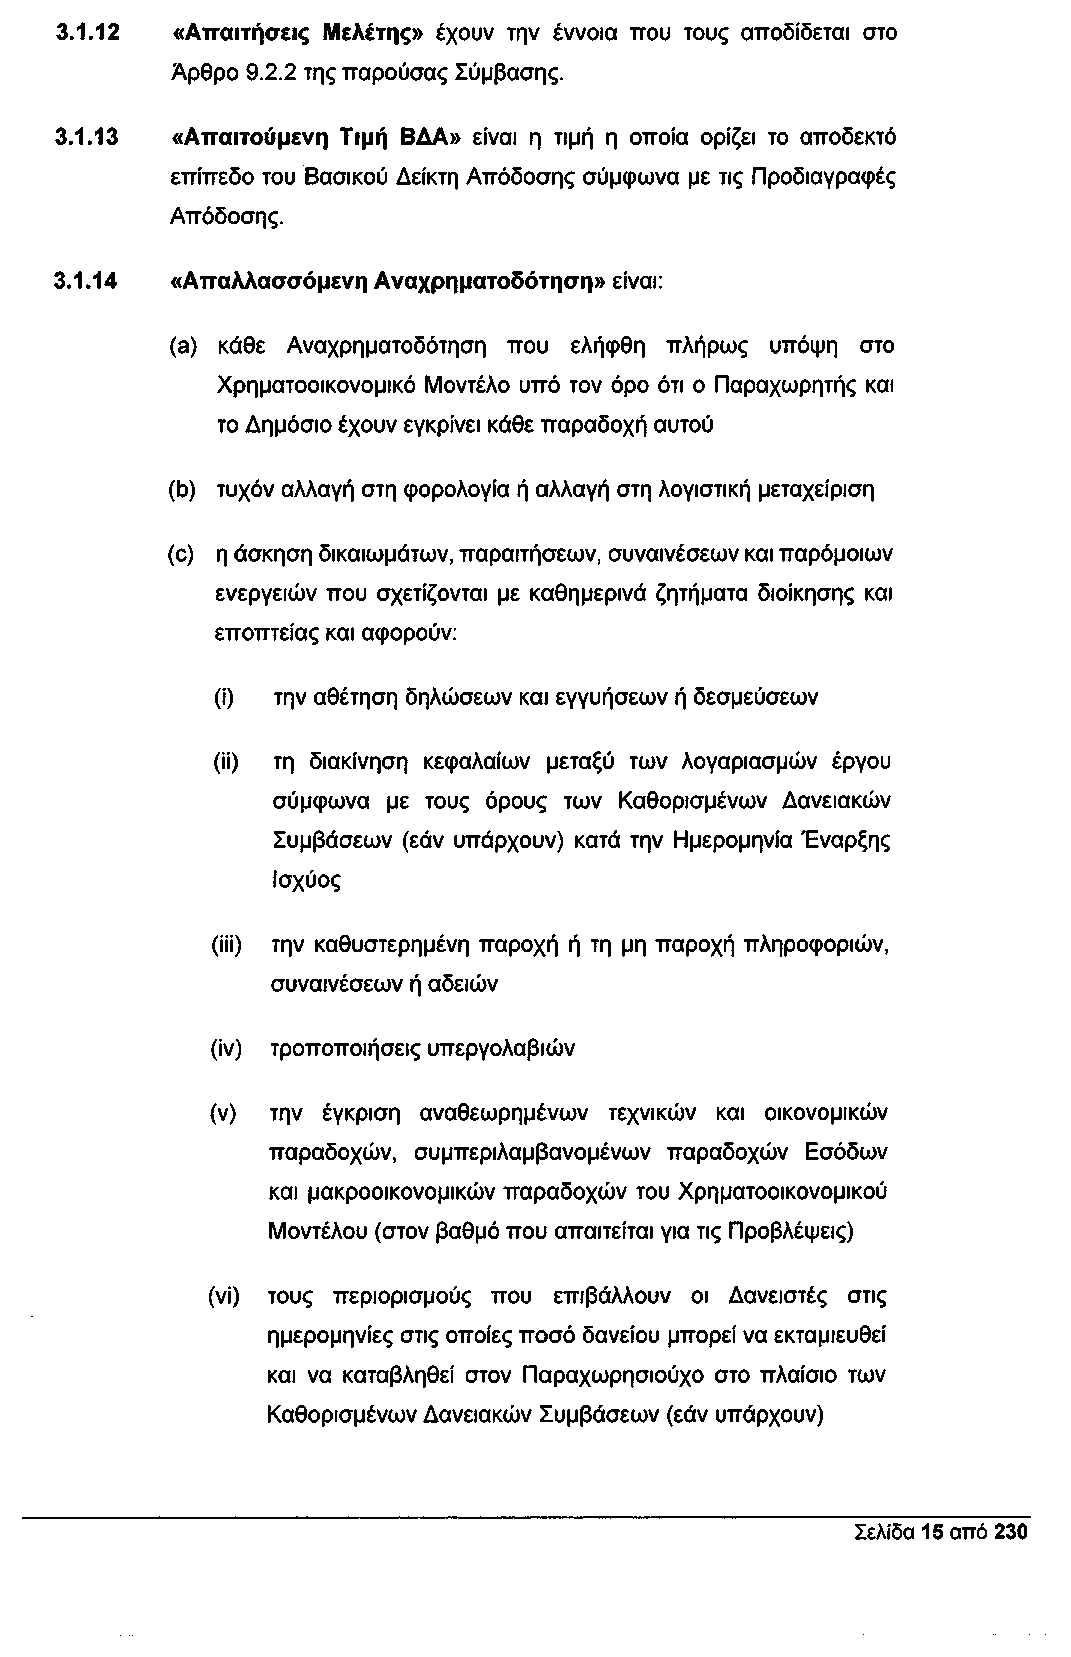 3.1.12 «Απαιτήσεις Μελέτης» έχουν την έννοια που τους αποδίδεται στο
Άρθρο 9.2.2 της παρούσας Σύμβασης.
3.1.13 «Απαιτούμενη Τιμή ΒΔΑ» είναι η τιμή η οποία ορίζει το αποδεκτό
επίπεδο του Βασικού Δείκτη Απόδοσης σύμφωνα με τις Προδιαγραφές
Απόδοσης.
3.1.14 «Απαλλασσόμενη Αναχρηματοδότηση» είναι:
(a) κάθε Αναχρηματοδότηση που ελήφθη πλήρως υπόψη στο
Χρηματοοικονομικό Μοντέλο υπό τον όρο ότι ο Παραχωρητής και
το Δημόσιο έχουν εγκρίνει κάθε παραδοχή αυτού
(b) τυχόν αλλαγή στη φορολογία ή αλλαγή στη λογιστική μεταχείριση
(c) η άσκηση δικαιωμάτων, παραιτήσεων, συναινέσεων και παρόμοιων
ενεργειών που σχετίζονται με καθημερινά ζητήματα διοίκησης και
εποπτείας και αφορούν:
(i) την αθέτηση δηλώσεων και εγγυήσεων ή δεσμεύσεων
(ii) τη διακίνηση κεφαλαίων μεταξύ των λογαριασμών έργου
σύμφωνα με τους όρους των Καθορισμένων Δανειακών
Συμβάσεων (εάν υπάρχουν) κατά την Ημερομηνία Έναρξης
Ισχύος
(iii) την καθυστερημένη παροχή ή τη μη παροχή πληροφοριών,
συναινέσεων ή αδειών
(iv) τροποποιήσεις υπεργολαβιών
(v) την έγκριση αναθεωρημένων τεχνικών και οικονομικών
παραδοχών, συμπεριλαμβανομένων παραδοχών Εσόδων
και μακροοικονομικών παραδοχών του Χρηματοοικονομικού
Μοντέλου (στον βαθμό που απαιτείται για τις Προβλέψεις)
(vi) τους περιορισμούς που επιβάλλουν οι Δανειστές στις
ημερομηνίες στις οποίες ποσό δανείου μπορεί να εκταμιευθεί
και να καταβληθεί στον Παραχωρησιούχο στο πλαίσιο των
Καθορισμένων Δανειακών Συμβάσεων (εάν υπάρχουν)
Σελίδα 15 από 230